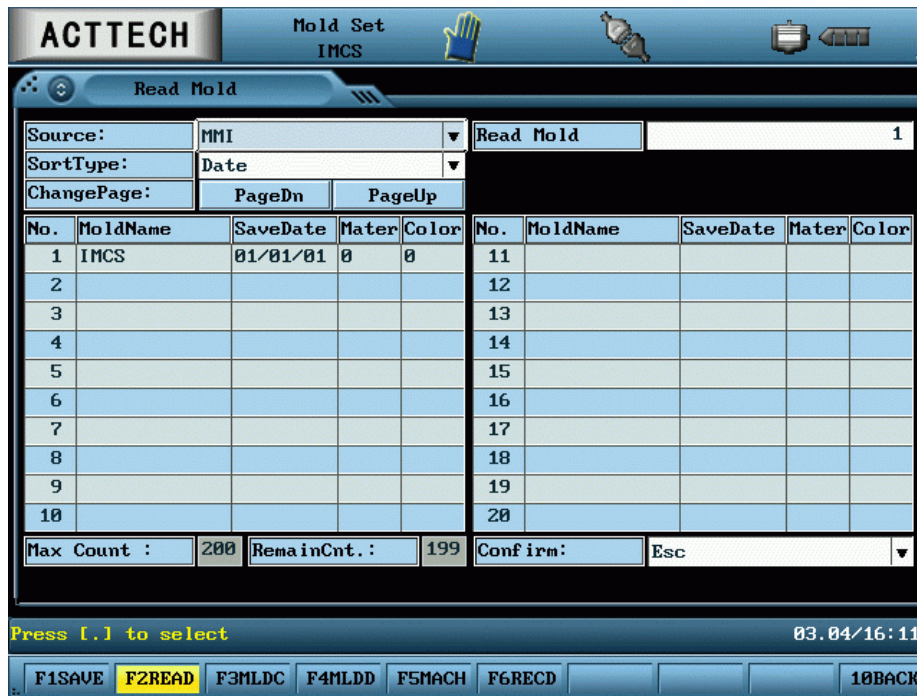 ACTTECH
Mold Set
IMCS
Read Mold
Source: MMI Read Mold 1
SortType: Date
ChangePage: PageDn PageUp
No. MoldName SaveDate Mater Color No. MoldName SaveDate Mater Color
1 IMCS 01/01/01 0 0 11
2 12
3 13
4 14
5 15
6 16
7 17
8 18
9 19
10 20
Max Count : 200 RemainCnt.: 199 Confirm: Esc
Press [.] to select 03.04/16:11
F1SAVE F2READ F3MLDC F4MLDD F5MACH F6RECD 10BACK